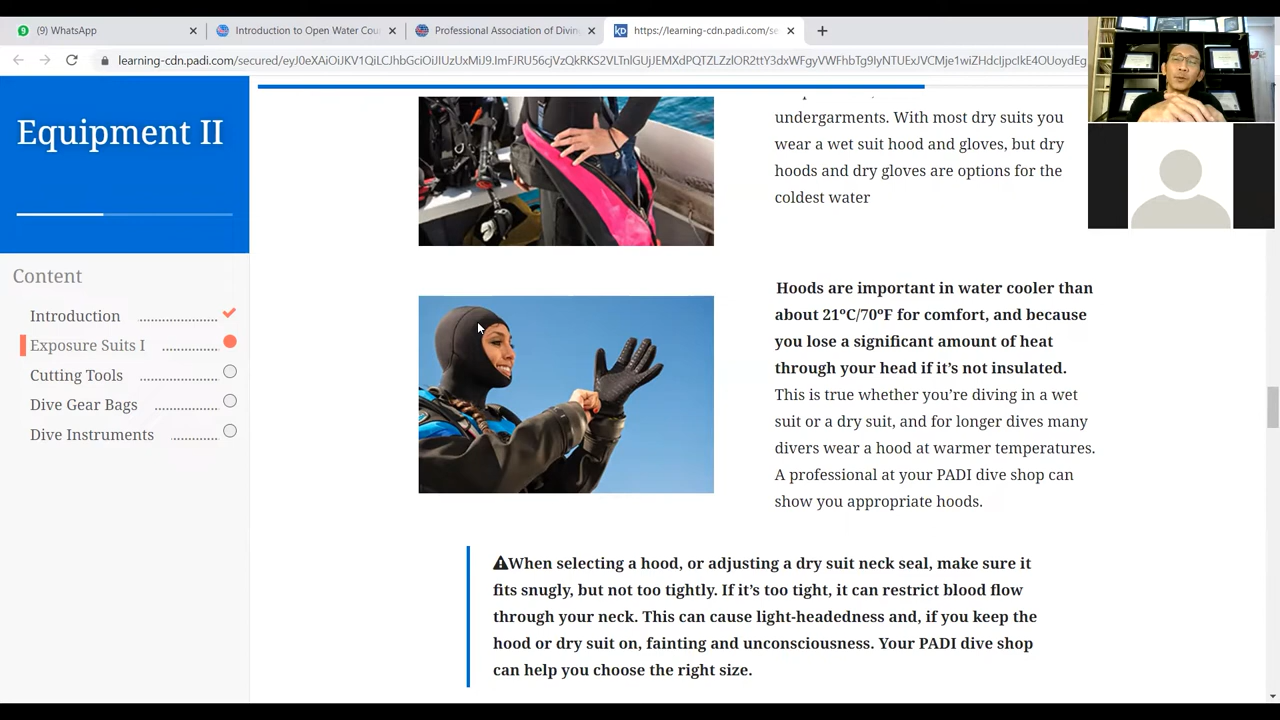 (9) WhatsApp
Introduction to Open Water Cou
Professional Association of Divin
https://learning-cdn.padi.com/se
Equipment II
Content
Introduction
Exposure Suits I
Cutting Tools
Dive Gear Bags
Dive Instruments
undergarments. With most dry suits you
wear a wet suit hood and gloves, but dry
hoods and dry gloves are options for the
coldest water
Hoods are important in water cooler than
about 21ºC/70ºF for comfort, and because
you lose a significant amount of heat
through your head if it’s not insulated.
This is true whether you’re diving in a wet
suit or a dry suit, and for longer dives many
divers wear a hood at warmer temperatures.
A professional at your PADI dive shop can
show you appropriate hoods.
When selecting a hood, or adjusting a dry suit neck seal, make sure it
fits snugly, but not too tightly. If it’s too tight, it can restrict blood flow
through your neck. This can cause light-headedness and, if you keep the
hood or dry suit on, fainting and unconsciousness. Your PADI dive shop
can help you choose the right size.